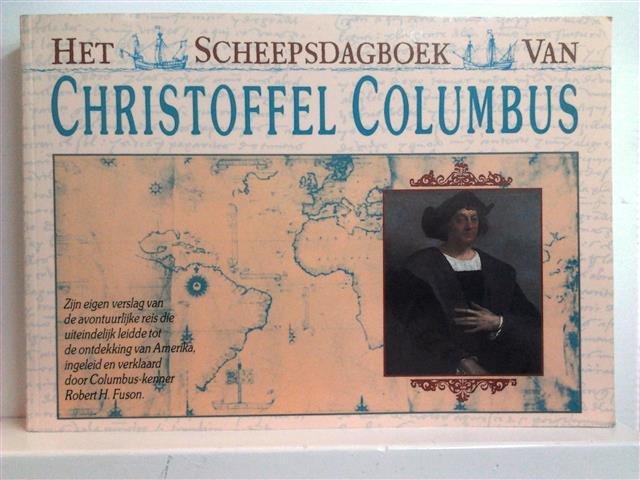 Het Scheepsdagboek Van
Christoffel Columbus
Zijn eigen verslag van
de avontuurlijke reis die
uiteindelijk leidde tot
de ontdekking van Amerika,
ingeleid en verklaard
door Columbus-kenner
Robert H. Fuson.